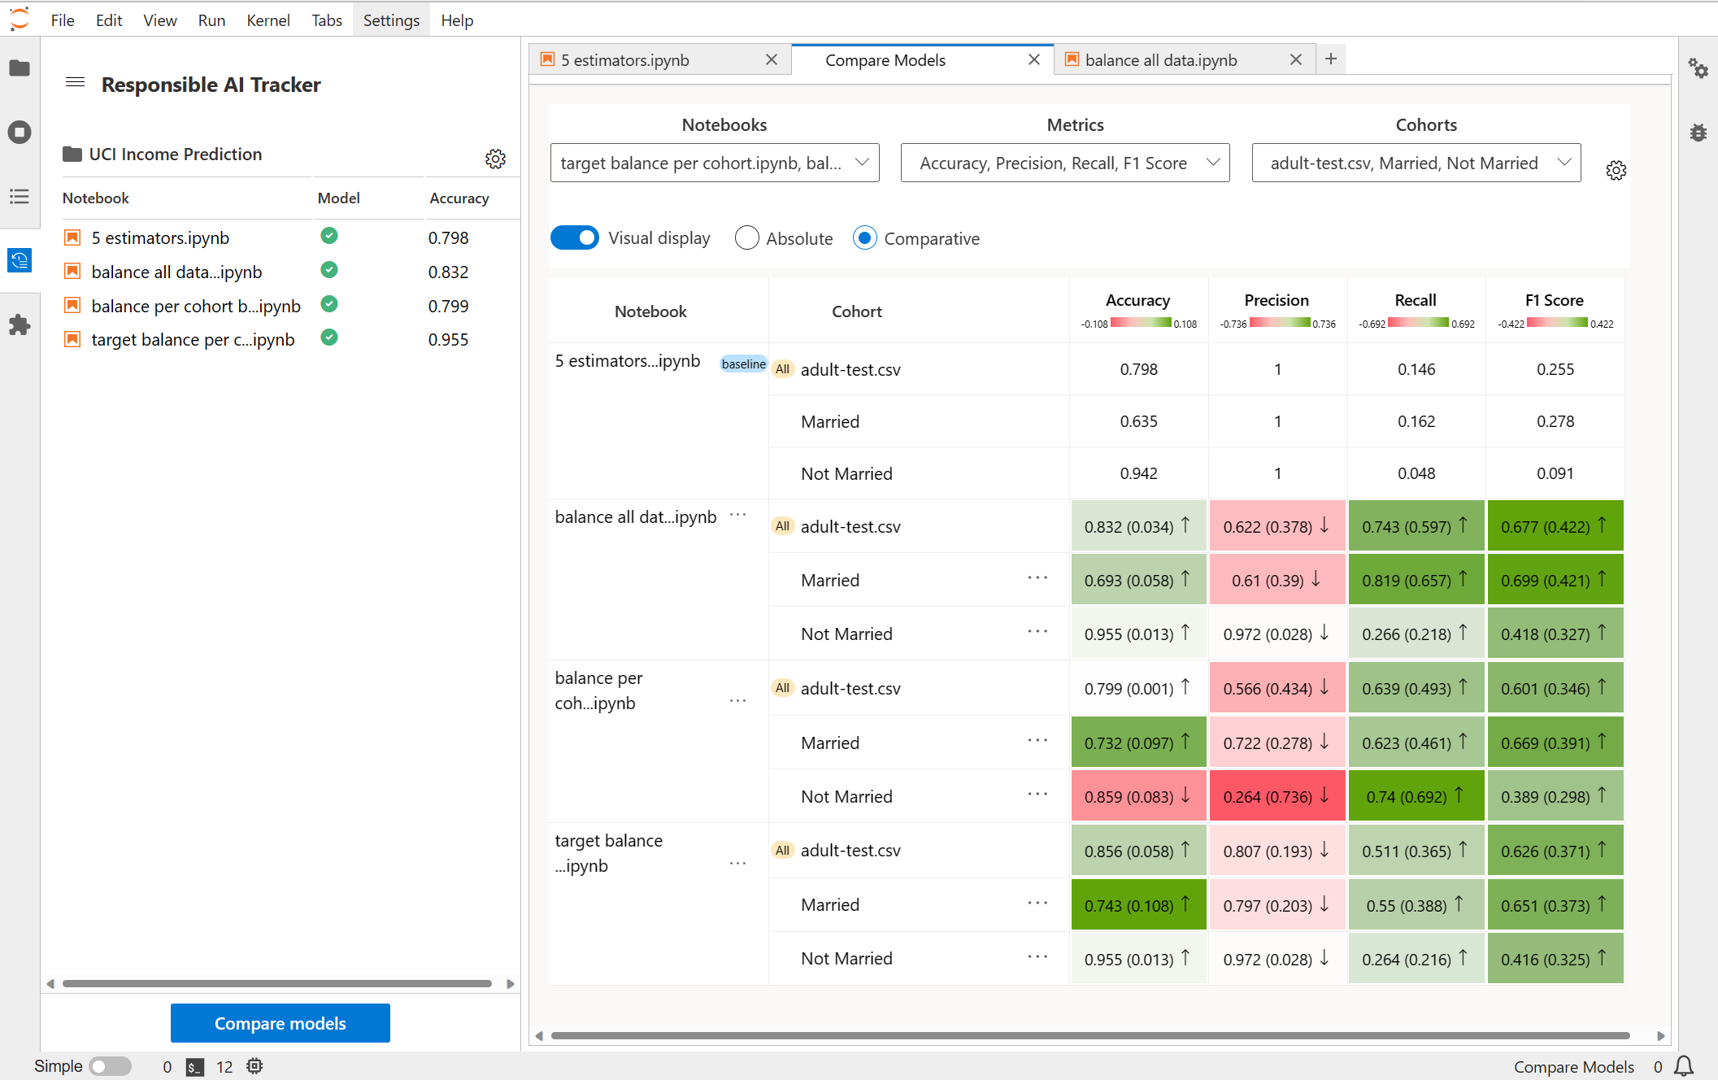 File Edit View Run Kernel Tabs Settings Help
Responsible AI Tracker
UCI Income Prediction
Notebook Model Accuracy
5 estimators.ipynb 0.798
balance all data...ipynb 0.832
balance per cohort b...ipynb 0.799
target balance per c...ipynb 0.955
Compare models
5 estimators.ipynb Compare Models balance all data.ipynb
Notebooks Metrics Cohorts
target balance per cohort.ipynb, bal... Accuracy, Precision, Recall, F1 Score adult-test.csv, Married, Not Married
Visual display Absolute Comparative
Notebook Cohort Accuracy Precision Recall F1 Score
-0.108 0.108 -0.736 0.736 -0.692 0.692 -0.422 0.422
5 estimators...ipynb baseline All adult-test.csv 0.798 1 0.146 0.255
Married 0.635 1 0.162 0.278
Not Married 0.942 1 0.048 0.091
balance all dat...ipynb ... All adult-test.csv 0.832 (0.034) ↑ 0.622 (0.378) ↓ 0.743 (0.597) ↑ 0.677 (0.422) ↑
Married ... 0.693 (0.058) ↑ 0.61 (0.39) ↓ 0.819 (0.657) ↑ 0.699 (0.421) ↑
Not Married ... 0.955 (0.013) ↑ 0.972 (0.028) ↓ 0.266 (0.218) ↑ 0.418 (0.327) ↑
balance per
coh...ipynb ... All adult-test.csv 0.799 (0.001) ↑ 0.566 (0.434) ↓ 0.639 (0.493) ↑ 0.601 (0.346) ↑
Married ... 0.732 (0.097) ↑ 0.722 (0.278) ↓ 0.623 (0.461) ↑ 0.669 (0.391) ↑
Not Married ... 0.859 (0.083) ↓ 0.264 (0.736) ↓ 0.74 (0.692) ↑ 0.389 (0.298) ↑
target balance
...ipynb ... All adult-test.csv 0.856 (0.058) ↑ 0.807 (0.193) ↓ 0.511 (0.365) ↑ 0.626 (0.371) ↑
Married ... 0.743 (0.108) ↑ 0.797 (0.203) ↓ 0.55 (0.388) ↑ 0.651 (0.373) ↑
Not Married ... 0.955 (0.013) ↑ 0.972 (0.028) ↓ 0.264 (0.216) ↑ 0.416 (0.325) ↑
Simple 0 $_ 12 Compare Models 0